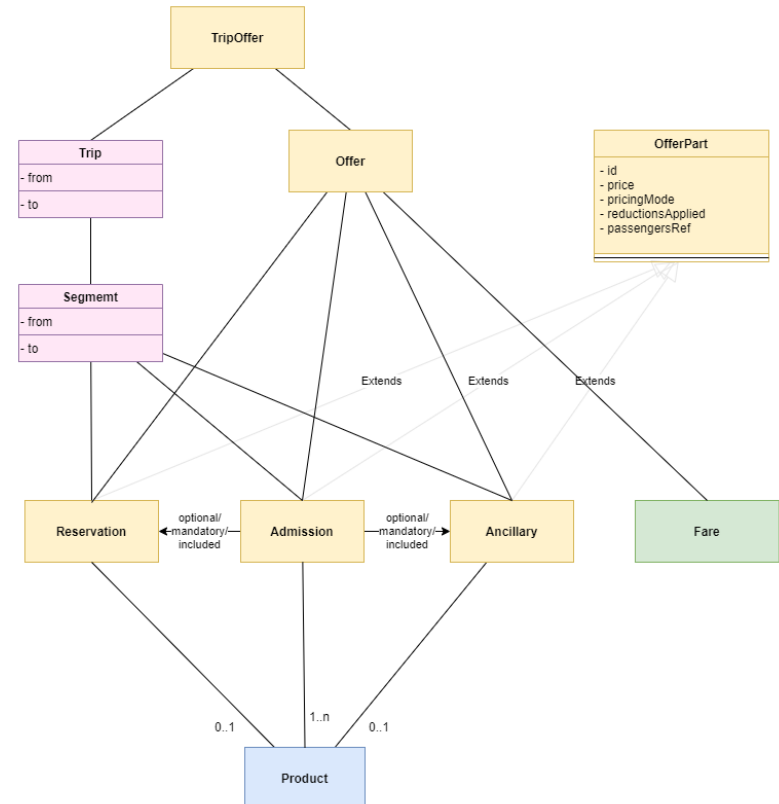 TripOffer
Trip
- from
- to
Offer
OfferPart
- id
- price
- pricingMode
- reductionsApplied
- passengersRef
Segmemt
- from
- to
Extends
Extends
Extends
Reservation
optional/
mandatory/
included
Admission
optional/
mandatory/
included
Ancillary
Fare
0..1
1..n
0..1
Product